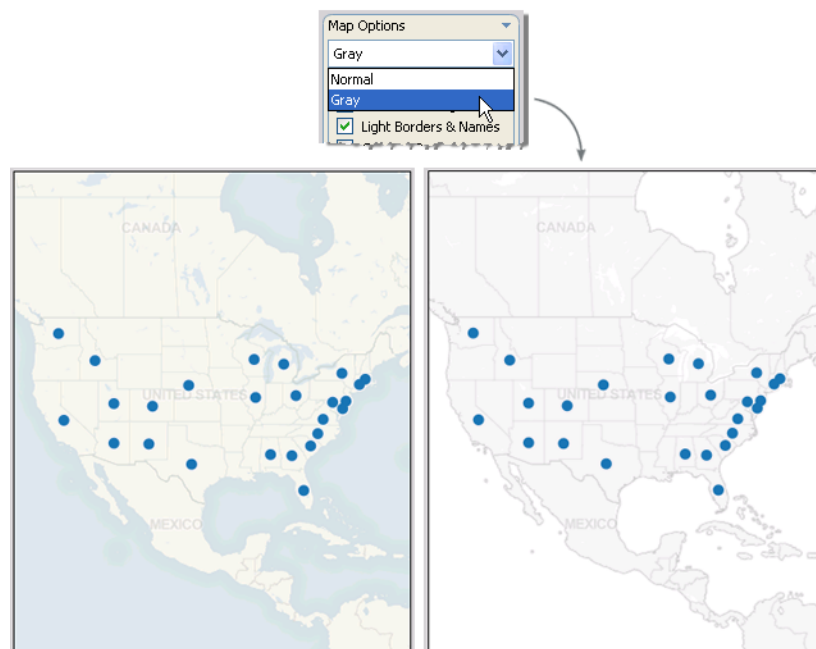 Map Options
Gray
Normal
Gray
Light Borders & Names
CANADA
UNITED STATES
MEXICO
CANADA
UNITED STATES
MEXICO